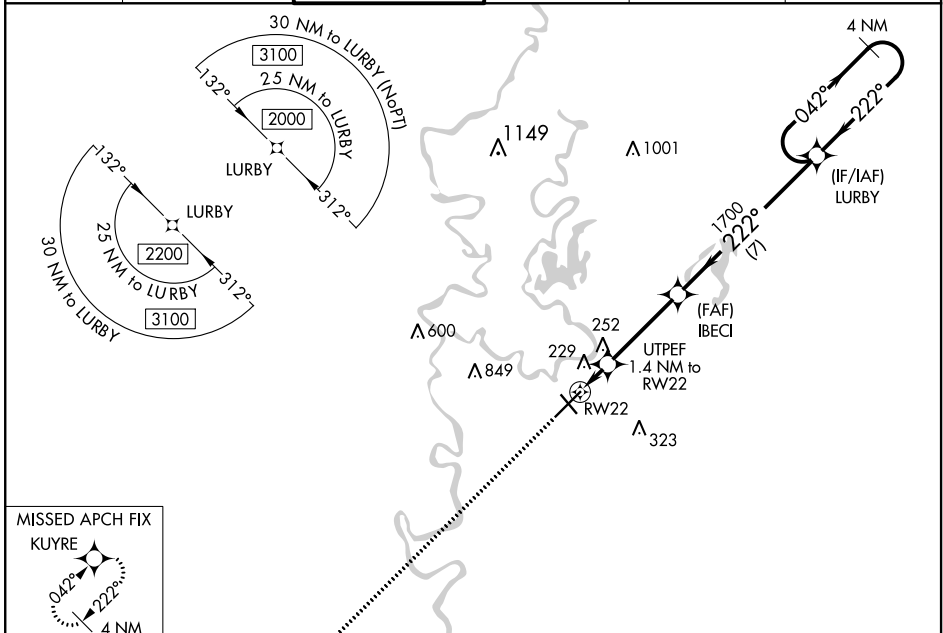 30 NM to LURBY (NoPT)
3100
25 NM to LURBY
2000
132°
312°
LURBY
132°
312°
LURBY
2200
25 NM to LURBY
3100
30 NM to LURBY
4 NM
042°
222°
1149
1001
(IF/IAF)
LURBY
1700
222°
(7)
(FAF)
IBECI
600
252
229
849
UTPEF
1.4 NM to
RW22
RW22
323
MISSED APCH FIX
KUYRE
042°
222°
4 NM